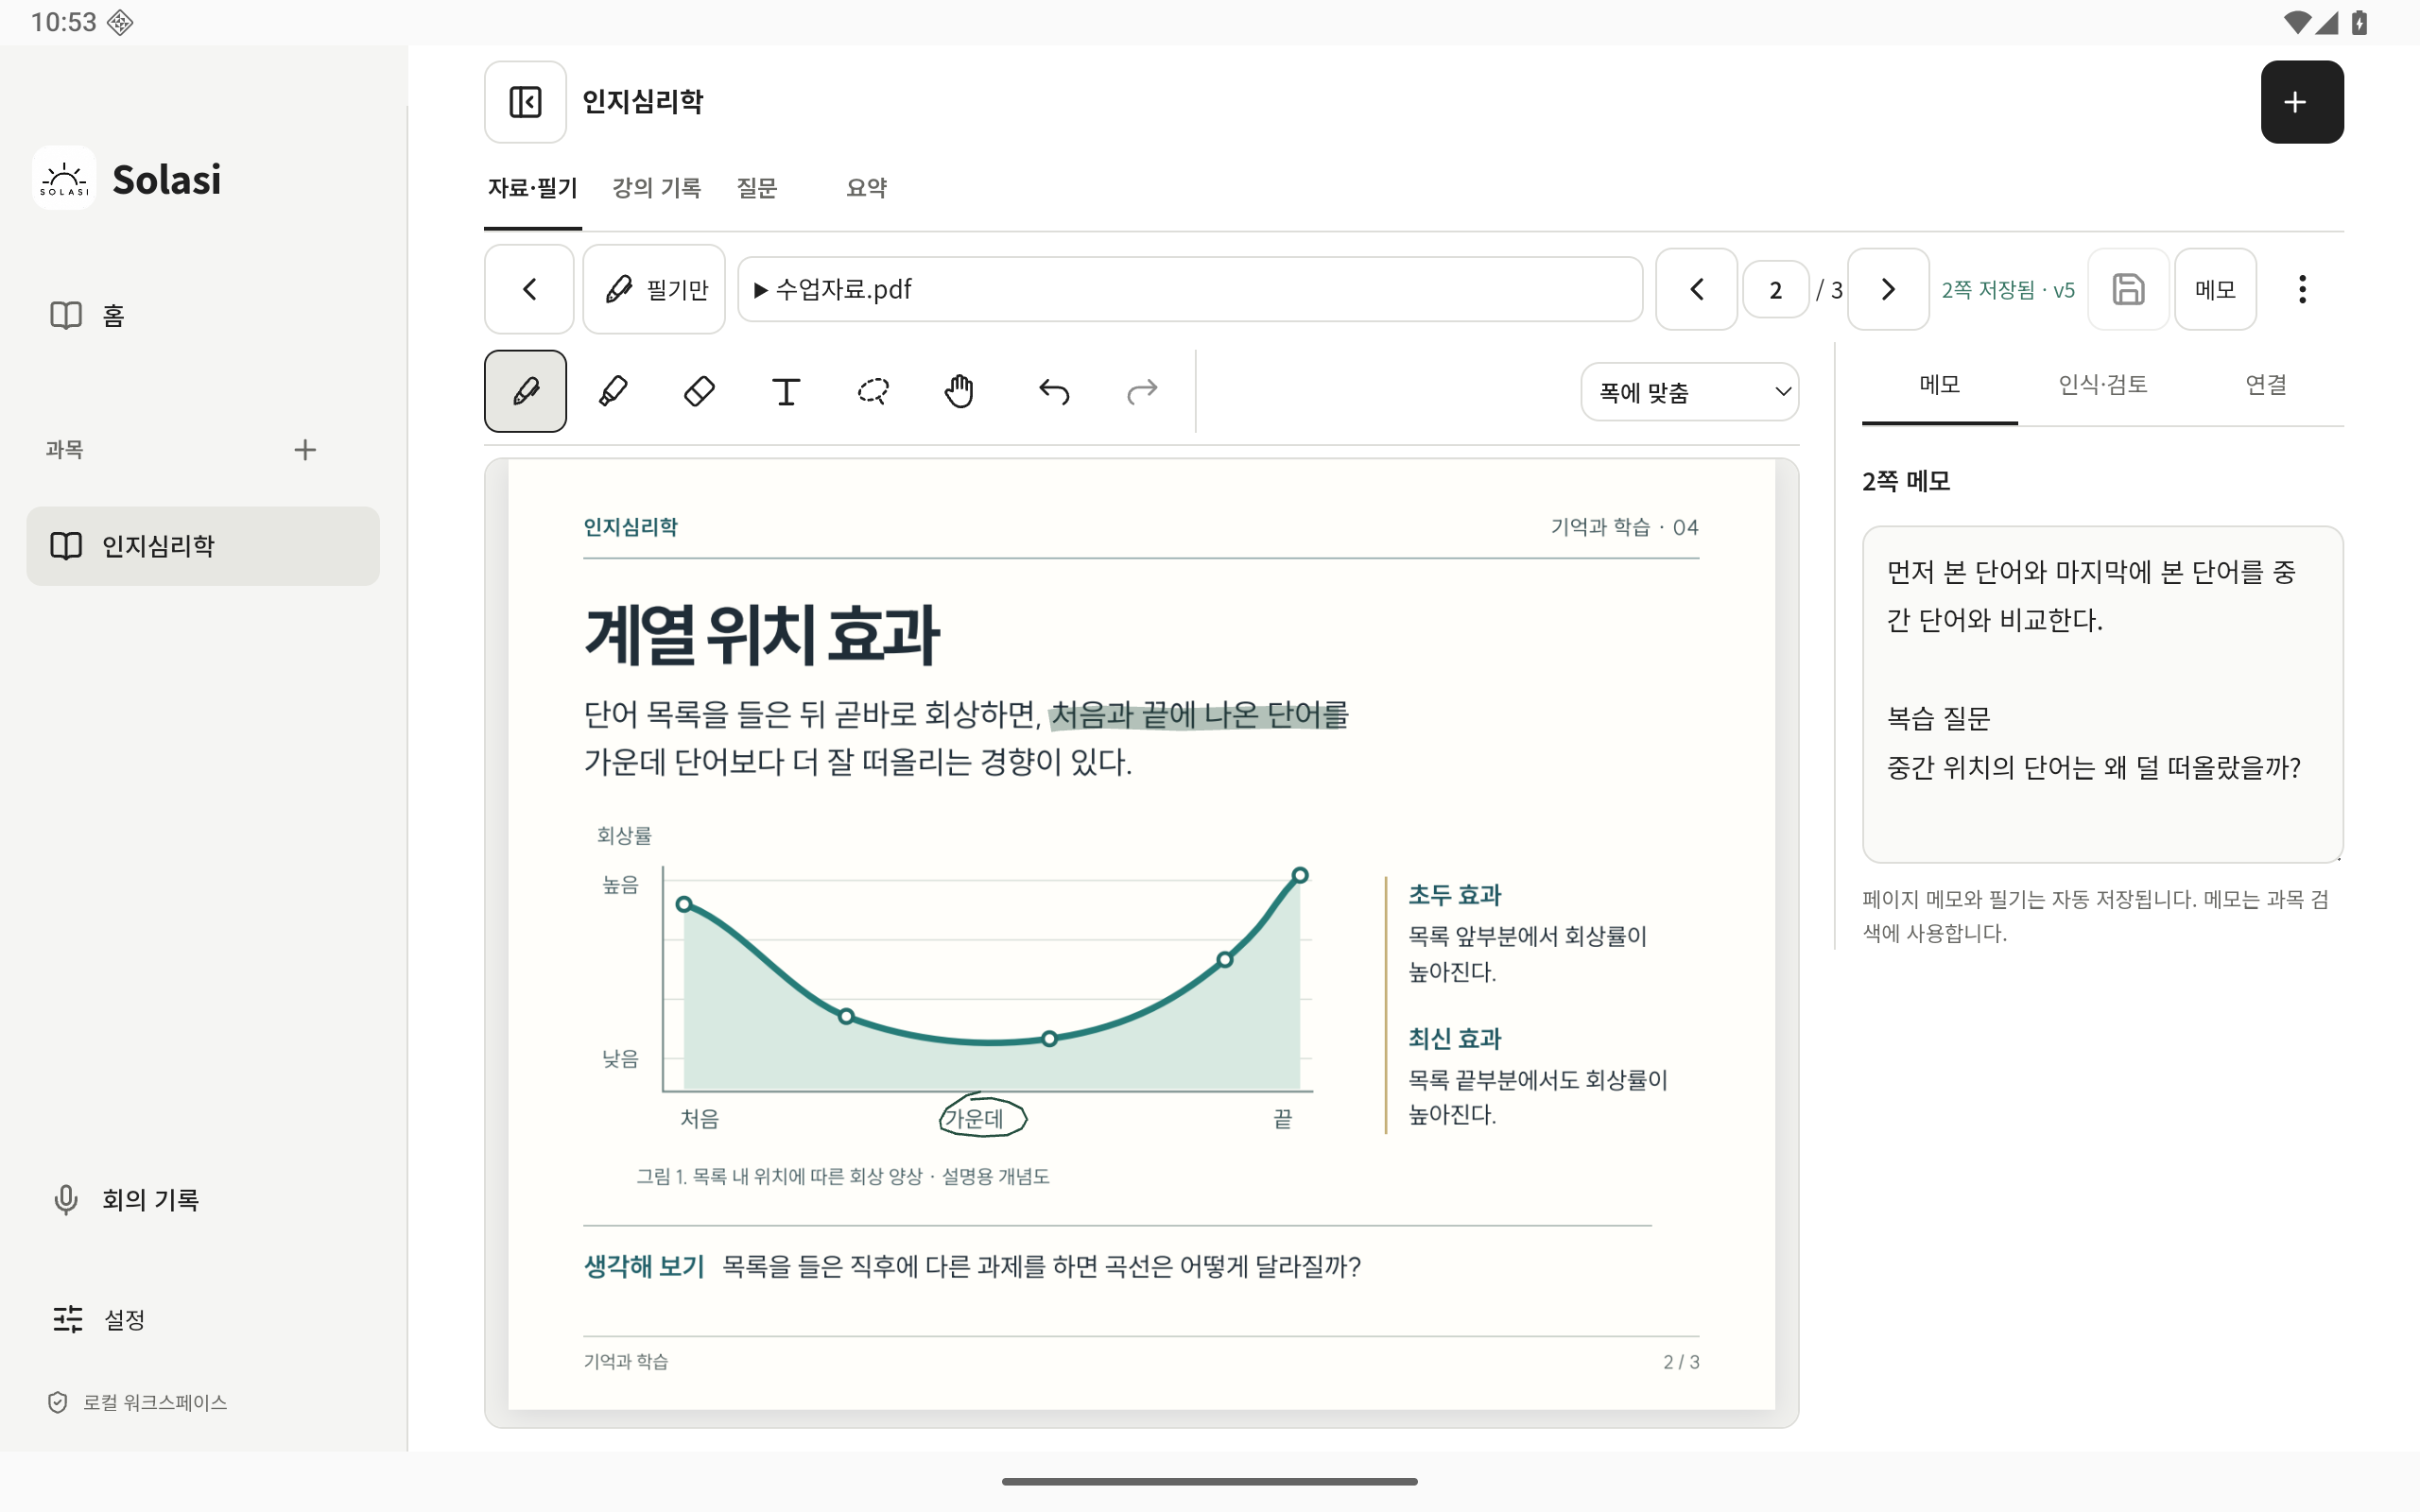 10:53
SOLASI
Solasi
홈
과목
인지심리학
회의 기록
설정
로컬 워크스페이스
인지심리학
자료·필기 강의 기록 질문 요약
필기만
▶ 수업자료.pdf
2 / 3
2쪽 저장됨 · v5
메모
폭에 맞춤
인지심리학
기억과 학습 · 04
계열 위치 효과
단어 목록을 들은 뒤 곧바로 회상하면, 처음과 끝에 나온 단어를
가운데 단어보다 더 잘 떠올리는 경향이 있다.
회상률
높음
낮음
처음 가운데 끝
그림 1. 목록 내 위치에 따른 회상 양상 · 설명용 개념도
초두 효과
목록 앞부분에서 회상률이
높아진다.
최신 효과
목록 끝부분에서도 회상률이
높아진다.
생각해 보기 목록을 들은 직후에 다른 과제를 하면 곡선은 어떻게 달라질까?
기억과 학습
2 / 3
메모 인식·검토 연결
2쪽 메모
먼저 본 단어와 마지막에 본 단어를 중
간 단어와 비교한다.
복습 질문
중간 위치의 단어는 왜 덜 떠올랐을까?
페이지 메모와 필기는 자동 저장됩니다. 메모는 과목 검
색에 사용합니다.